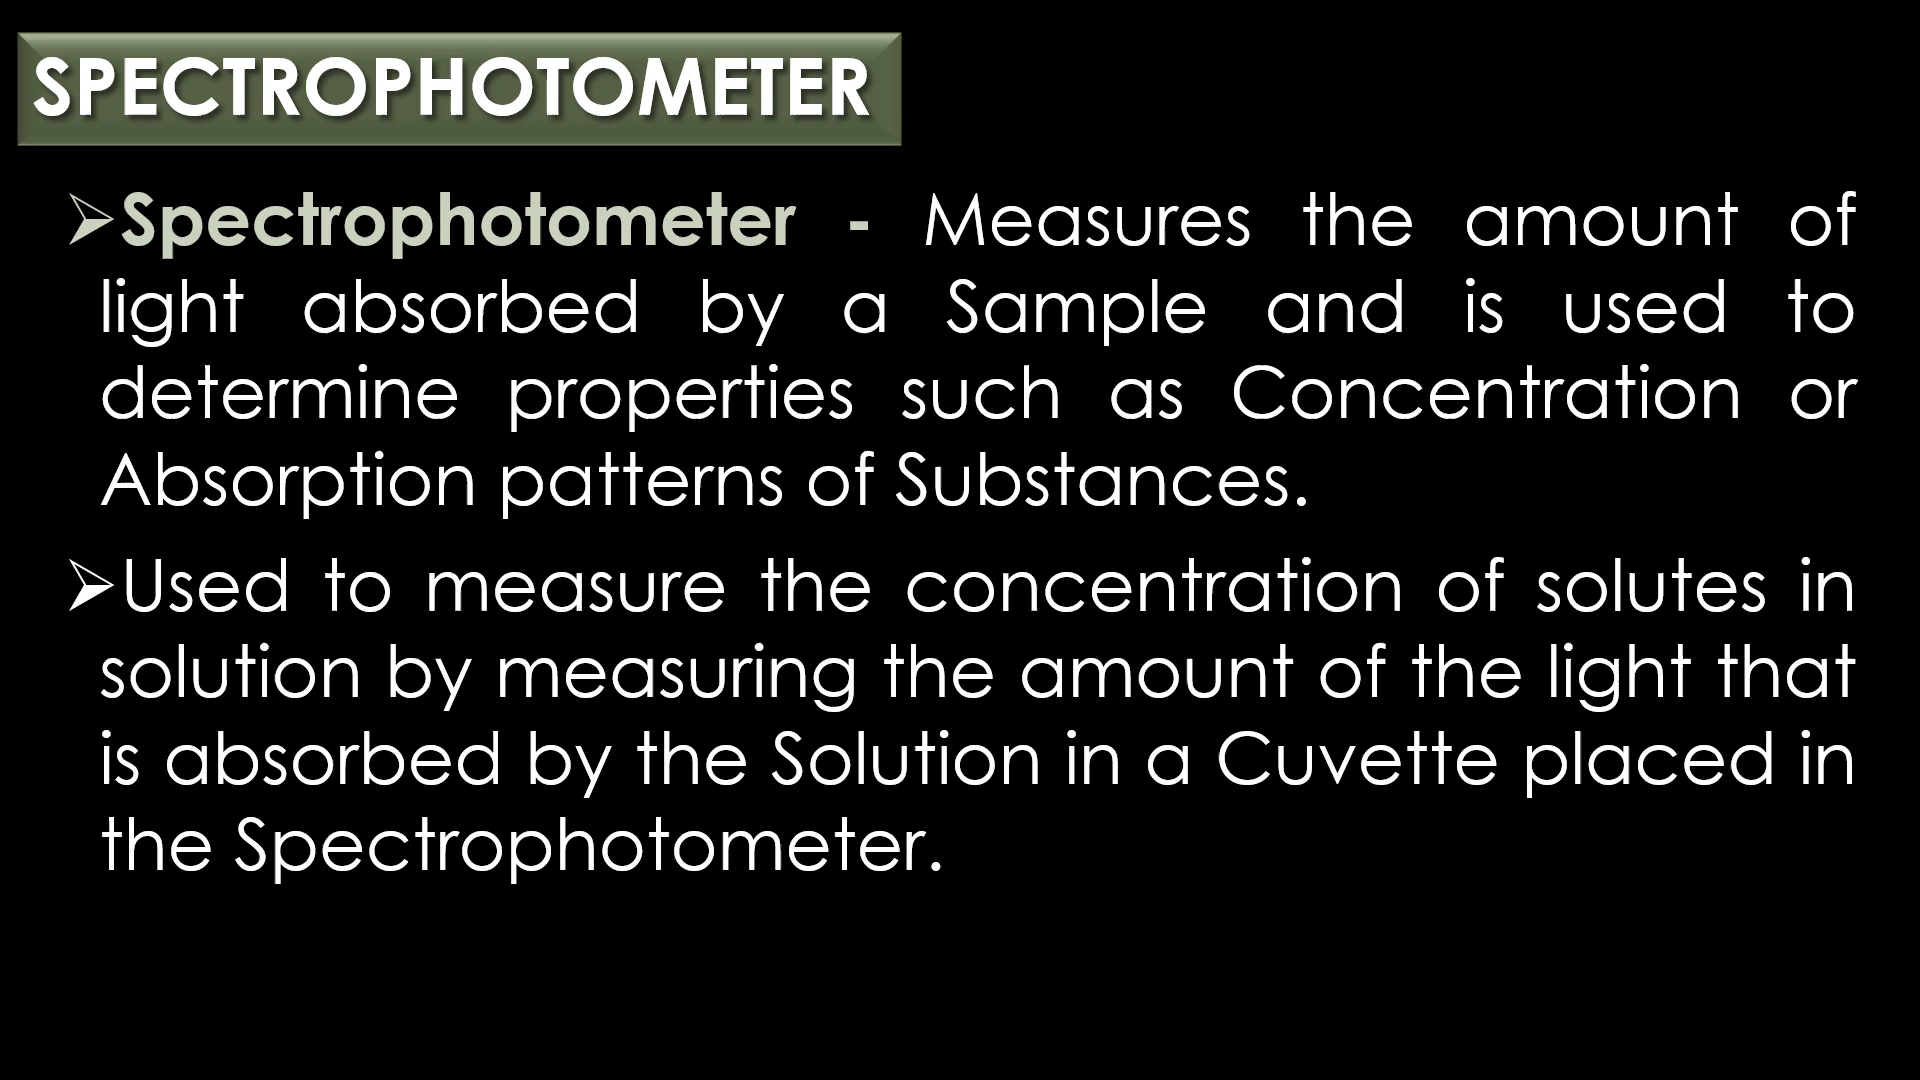 SPECTROPHOTOMETER
➢Spectrophotometer - Measures the amount of
light absorbed by a Sample and is used to
determine properties such as Concentration or
Absorption patterns of Substances.
➢Used to measure the concentration of solutes in
solution by measuring the amount of the light that
is absorbed by the Solution in a Cuvette placed in
the Spectrophotometer.